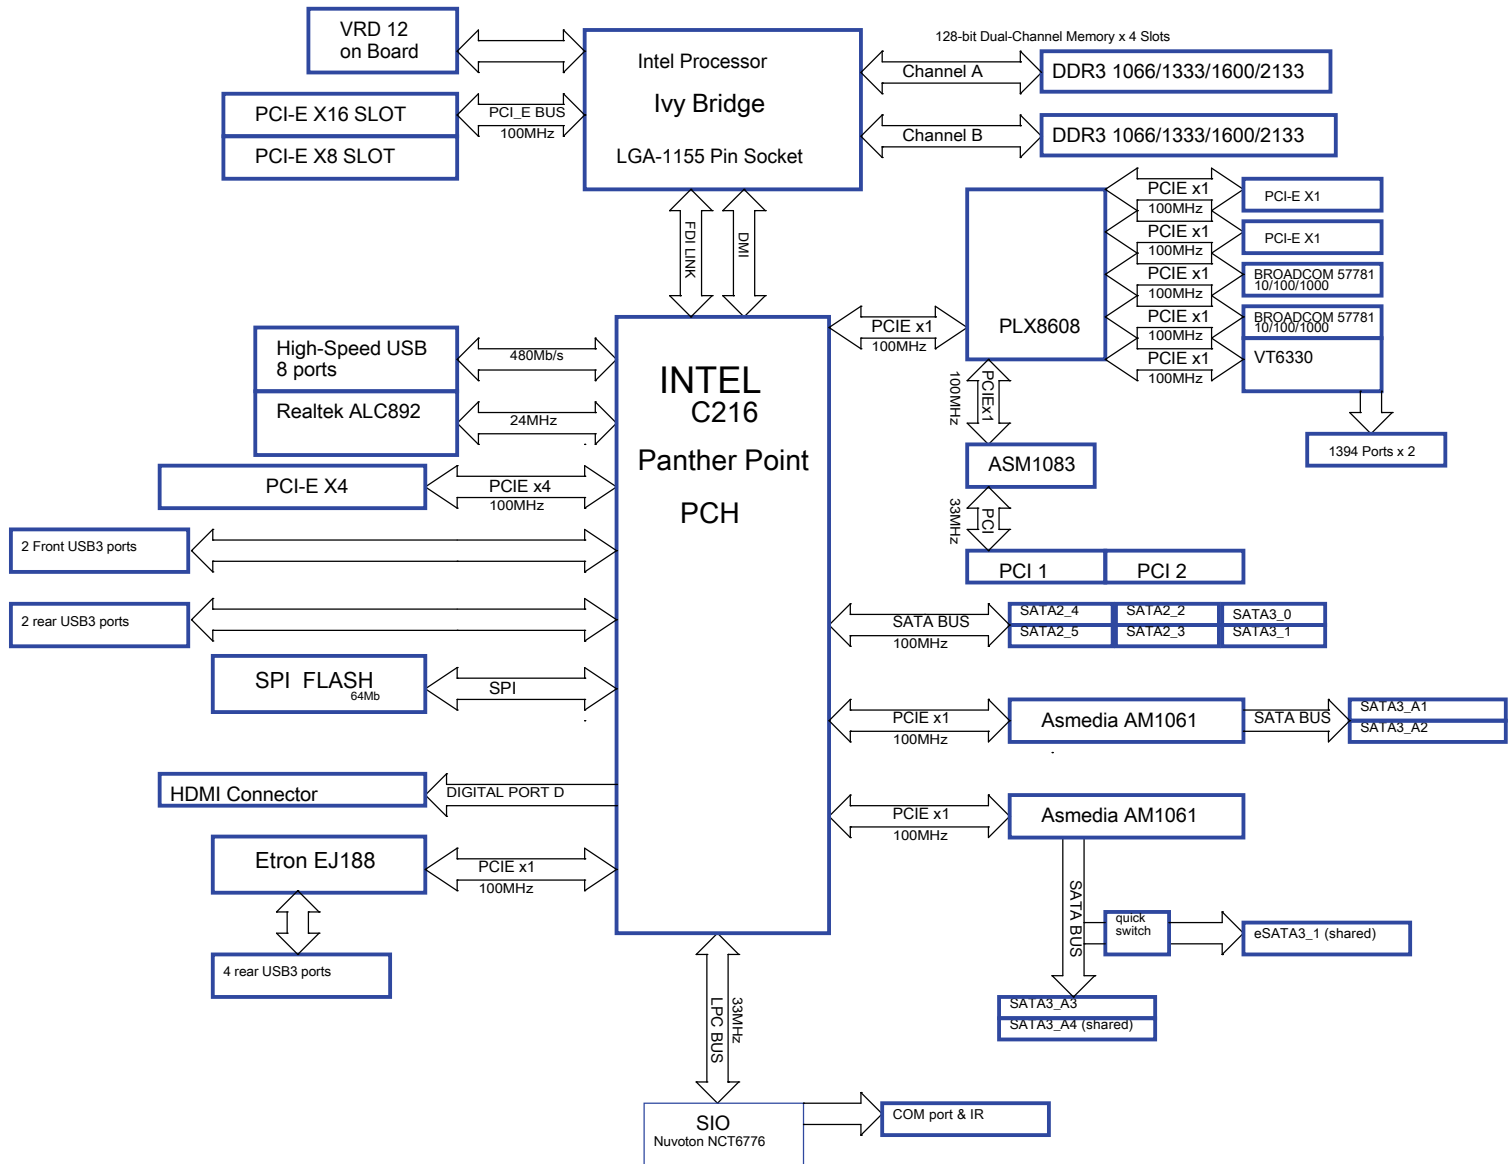 VRD 12
on Board
PCI-E X16 SLOT
PCI-E X8 SLOT
PCI_E BUS
100MHz
Intel Processor
Ivy Bridge
LGA-1155 Pin Socket
128-bit Dual-Channel Memory x 4 Slots
Channel A
DDR3 1066/1333/1600/2133
Channel B
DDR3 1066/1333/1600/2133
FDI LINK
DMI
PCIE x1
100MHz
PLX8608
PCIE x1
100MHz
PCI-E X1
PCIE x1
100MHz
PCI-E X1
PCIE x1
100MHz
BROADCOM 57781
10/100/1000
PCIE x1
100MHz
BROADCOM 57781
10/100/1000
PCIE x1
100MHz
VT6330
1394 Ports x 2
PCIEx1
100MHz
ASM1083
PCI
33MHz
PCI 1
PCI 2
High-Speed USB
8 ports
480Mb/s
Realtek ALC892
24MHz
PCI-E X4
PCIE x4
100MHz
2 Front USB3 ports
2 rear USB3 ports
SPI FLASH
64Mb
SPI
HDMI Connector
DIGITAL PORT D
Etron EJ188
PCIE x1
100MHz
4 rear USB3 ports
INTEL
C216
Panther Point
PCH
SATA BUS
100MHz
SATA2_4
SATA2_2
SATA3_0
SATA2_5
SATA2_3
SATA3_1
PCIE x1
100MHz
Asmedia AM1061
SATA BUS
SATA3_A1
SATA3_A2
PCIE x1
100MHz
Asmedia AM1061
SATA BUS
quick
switch
eSATA3_1 (shared)
SATA3_A3
SATA3_A4 (shared)
33MHz
LPC BUS
SIO
Nuvoton NCT6776
COM port & IR